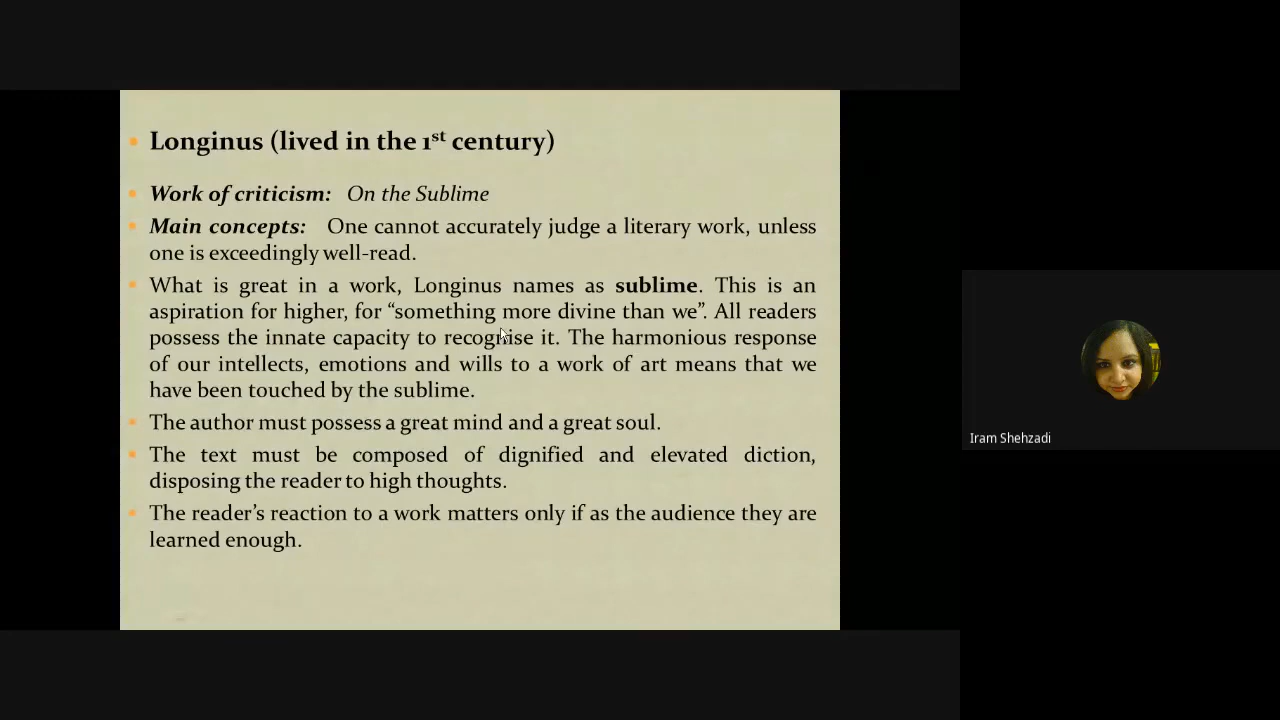 Longinus (lived in the 1st century)
Work of criticism: On the Sublime
Main concepts: One cannot accurately judge a literary work, unless
one is exceedingly well-read.
What is great in a work, Longinus names as sublime. This is an
aspiration for higher, for “something more divine than we”. All readers
possess the innate capacity to recognise it. The harmonious response
of our intellects, emotions and wills to a work of art means that we
have been touched by the sublime.
The author must possess a great mind and a great soul.
The text must be composed of dignified and elevated diction,
disposing the reader to high thoughts.
The reader’s reaction to a work matters only if as the audience they are
learned enough.
Iram Shehzadi